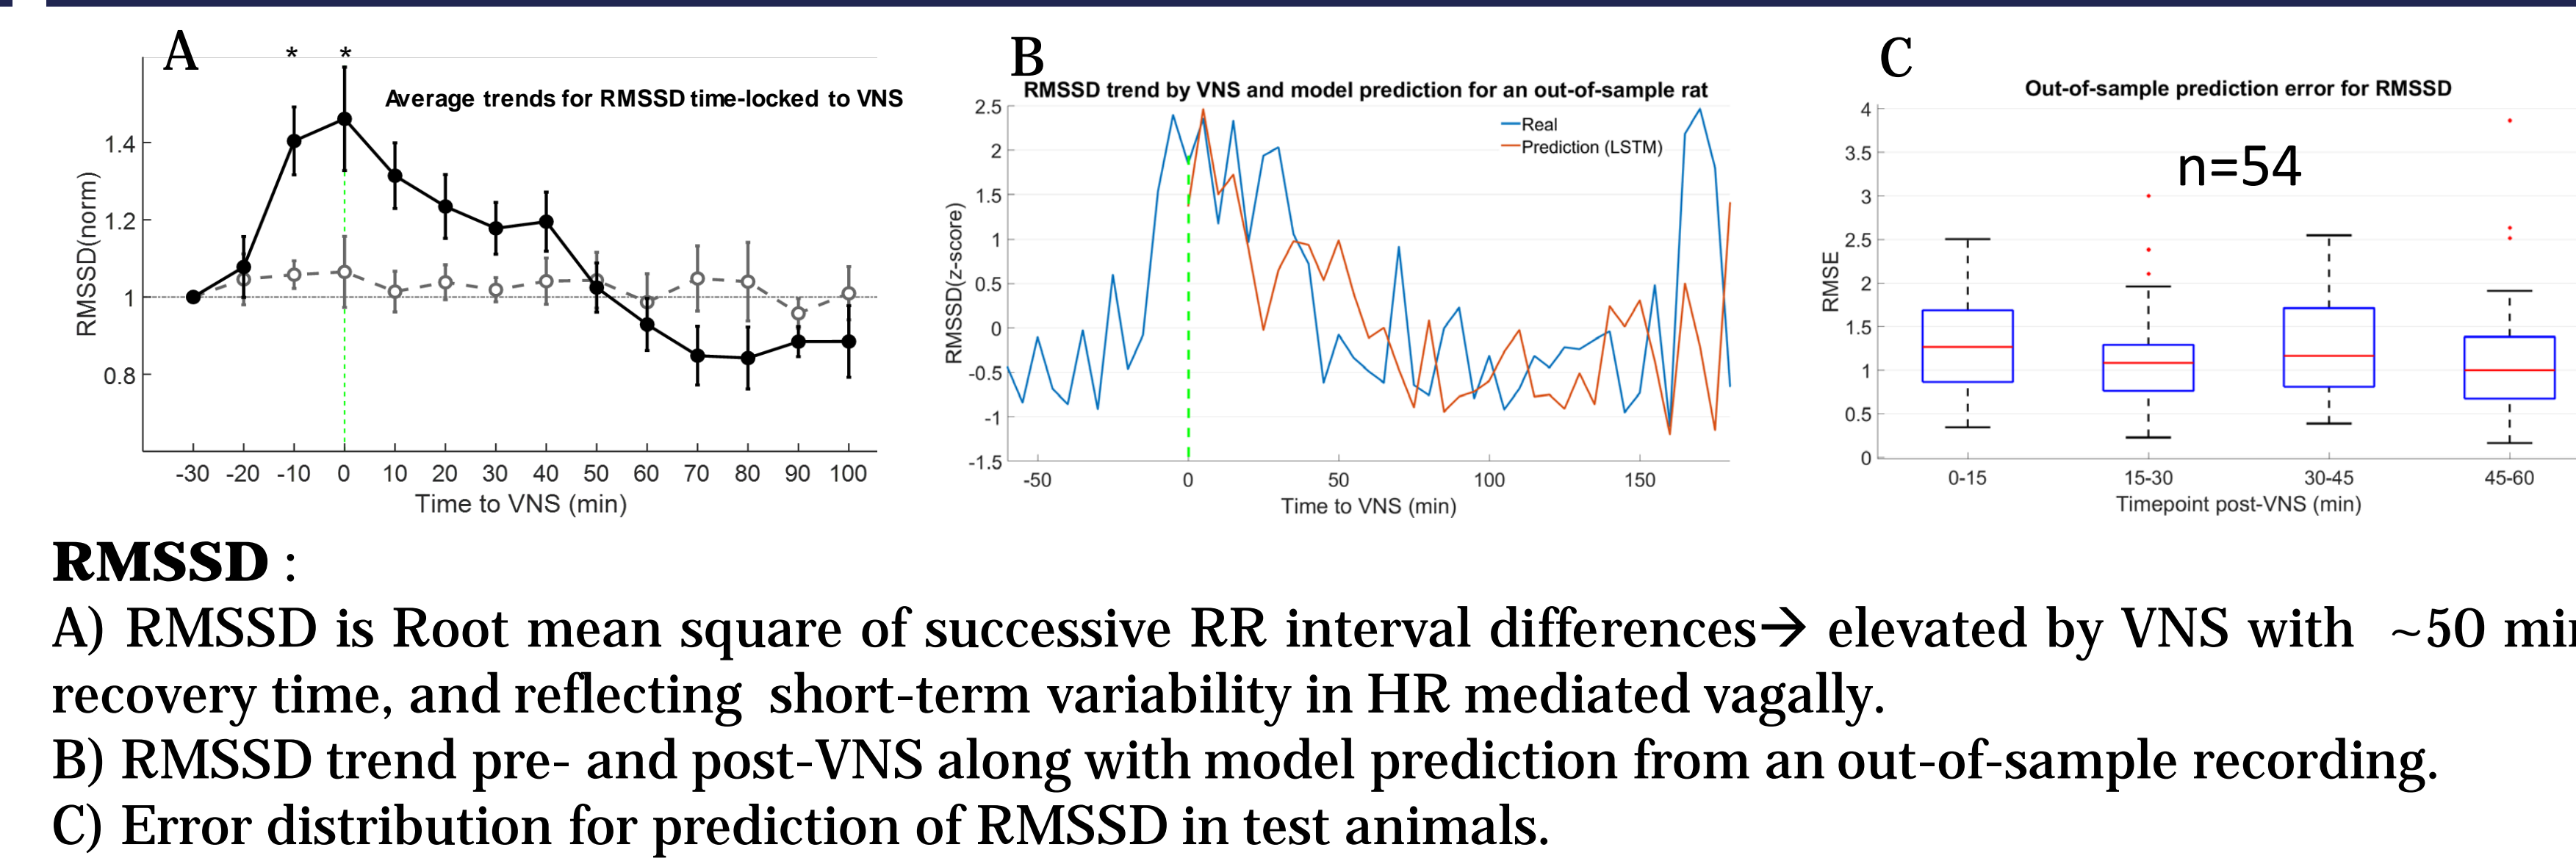 A
* *
Average trends for RMSSD time-locked to VNS
RMSSD(norm)
1.4
1.2
1
0.8
-30 -20 -10 0 10 20 30 40 50 60 70 80 90 100
Time to VNS (min)
B
RMSSD trend by VNS and model prediction for an out-of-sample rat
Real
Prediction (LSTM)
RMSSD(z-score)
2.5
2
1.5
1
0.5
0
-0.5
-1
-1.5
-50 0 50 100 150
Time to VNS (min)
C
Out-of-sample prediction error for RMSSD
n=54
RMSE
4
3.5
3
2.5
2
1.5
1
0.5
0
0-15 15-30 30-45 45-60
Timepoint post-VNS (min)
RMSSD :
A) RMSSD is Root mean square of successive RR interval differences→ elevated by VNS with ~50
recovery time, and reflecting short-term variability in HR mediated vagally.
B) RMSSD trend pre- and post-VNS along with model prediction from an out-of-sample recording.
C) Error distribution for prediction of RMSSD in test animals.